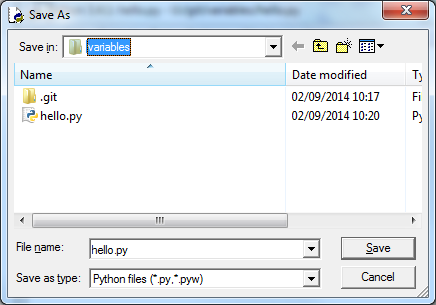 Save As
Save in: variables
Name Date modified Ty
.git 02/09/2014 10:17 Fi
hello.py 02/09/2014 10:20 Py
File name: hello.py Save
Save as type: Python files (*.py,*.pyw) Cancel